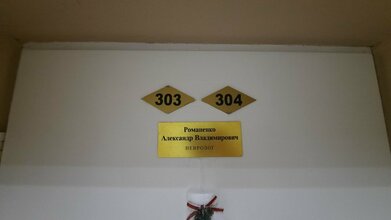 303 304
Романенко
Александр Владимирович
НЕВРОЛОГ